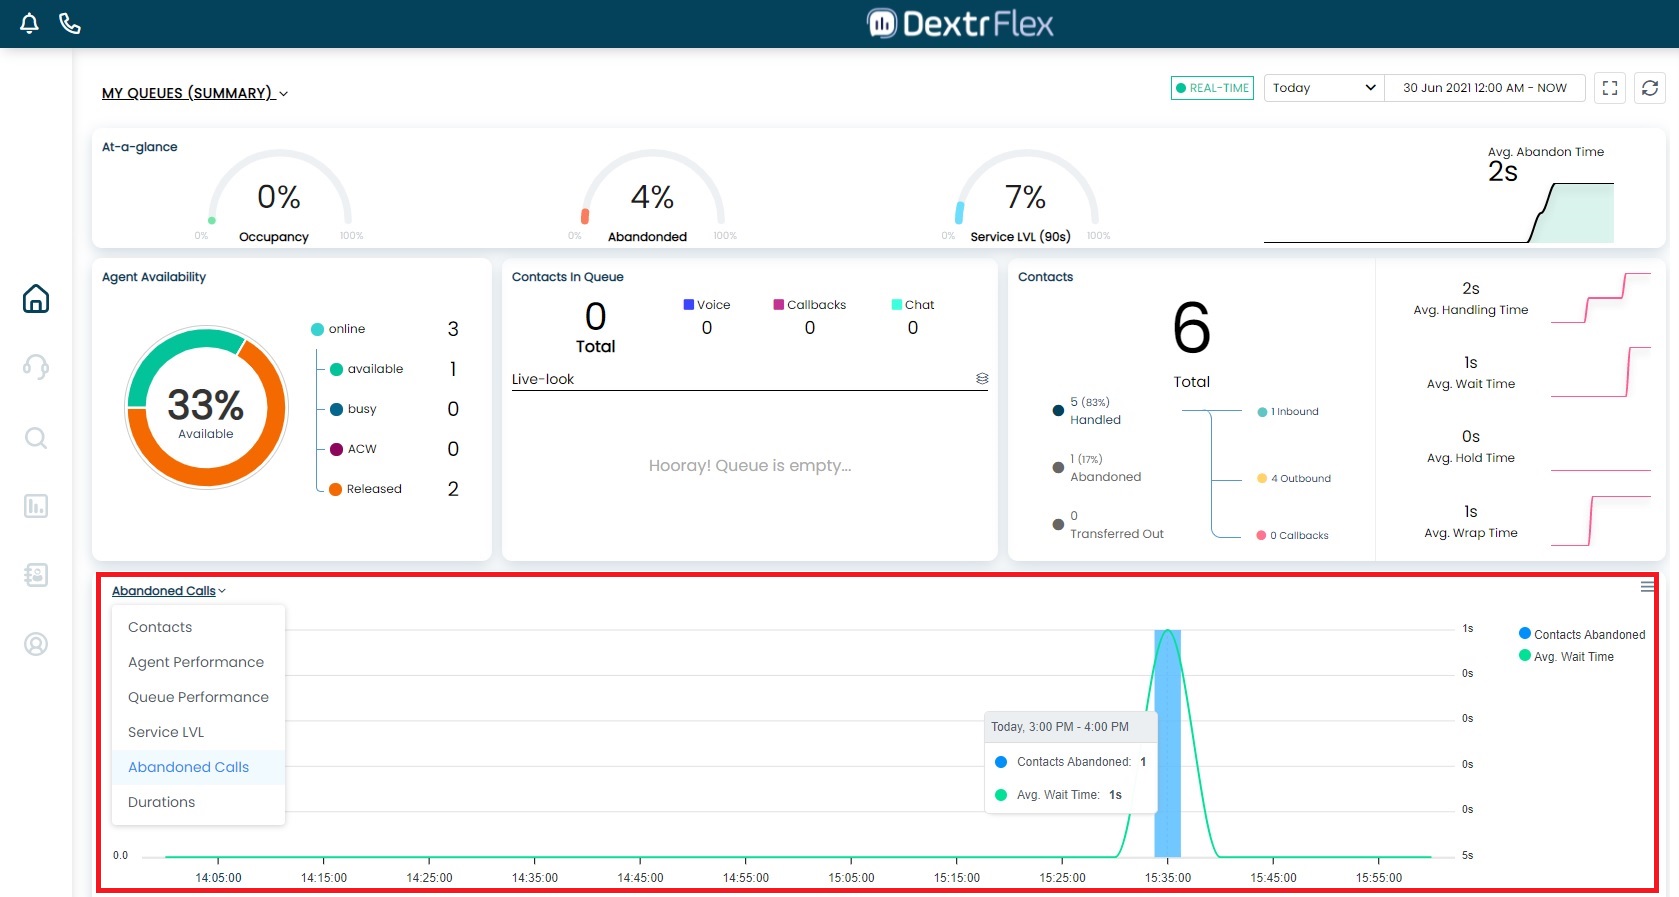 DextrFlex
MY QUEUES (SUMMARY)
REAL-TIME
Today
30 Jun 2021 12:00 AM - NOW
At-a-glance
0%
0%
100%
Occupancy
4%
0%
100%
Abandonded
7%
0%
100%
Service LVL (90s)
Avg. Abandon Time
2s
Agent Availability
33%
Available
online 3
available 1
busy 0
ACW 0
Released 2
Contacts In Queue
0
Total
Voice
0
Callbacks
0
Chat
0
Live-look
Hooray! Queue is empty...
Contacts
6
Total
5 (83%)
Handled
1 (17%)
Abandoned
0
Transferred Out
1 Inbound
4 Outbound
0 Callbacks
2s
Avg. Handling Time
1s
Avg. Wait Time
0s
Avg. Hold Time
1s
Avg. Wrap Time
Abandoned Calls
Contacts
Agent Performance
Queue Performance
Service LVL
Abandoned Calls
Durations
Today, 3:00 PM - 4:00 PM
Contacts Abandoned: 1
Avg. Wait Time: 1s
1s
0s
0s
0s
0s
5s
Contacts Abandoned
Avg. Wait Time
0.0
14:05:00 14:15:00 14:25:00 14:35:00 14:45:00 14:55:00 15:05:00 15:15:00 15:25:00 15:35:00 15:45:00 15:55:00